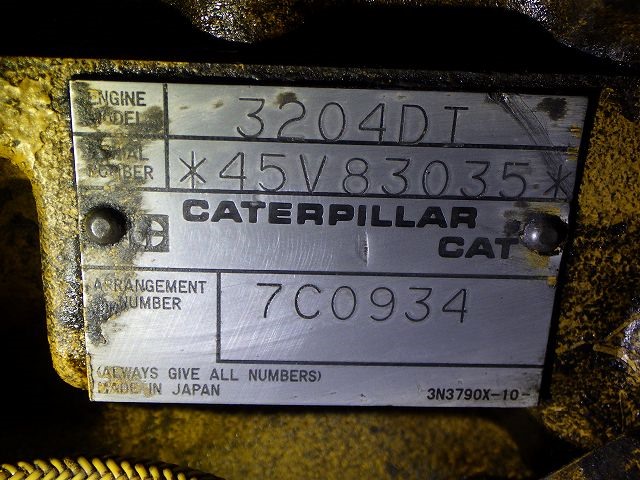 ENGINE
MODEL
3204DI
SERIAL
NUMBER
*45V83035*
CATERPILLAR
CAT
ARRANGEMENT
NUMBER
7C0934
(ALWAYS GIVE ALL NUMBERS)
MADE IN JAPAN
3N3790X-10-